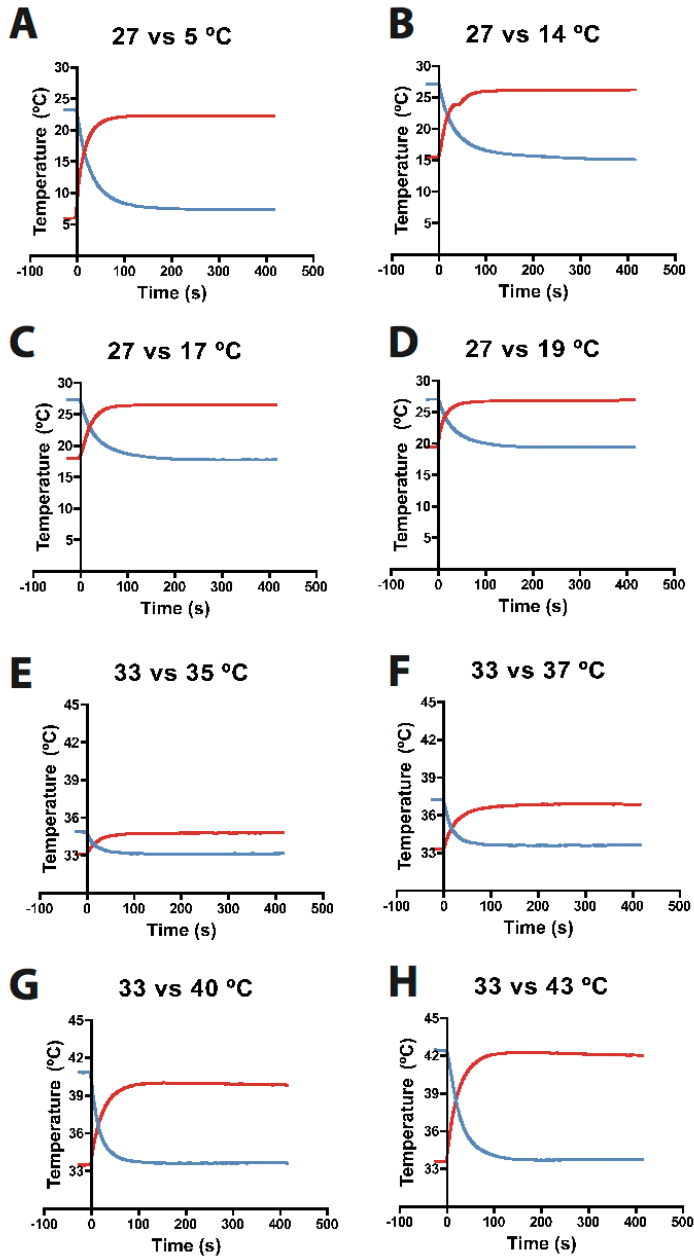 A
27 vs 5 ºC
Temperature (ºC)
30
25
20
15
10
5
-100 0 100 200 300 400 500
Time (s)
B
27 vs 14 ºC
Temperature (ºC)
30
25
20
15
10
5
-100 0 100 200 300 400 500
Time (s)
C
27 vs 17 ºC
Temperature (ºC)
30
25
20
15
10
5
-100 0 100 200 300 400 500
Time (s)
D
27 vs 19 ºC
Temperature (ºC)
30
25
20
15
10
5
-100 0 100 200 300 400 500
Time (s)
E
33 vs 35 ºC
Temperature (ºC)
45
42
39
36
33
-100 0 100 200 300 400 500
Time (s)
F
33 vs 37 ºC
Temperature (ºC)
45
42
39
36
33
-100 0 100 200 300 400 500
Time (s)
G
33 vs 40 ºC
Temperature (ºC)
45
42
39
36
33
-100 0 100 200 300 400 500
Time (s)
H
33 vs 43 ºC
Temperature (ºC)
45
42
39
36
33
-100 0 100 200 300 400 500
Time (s)